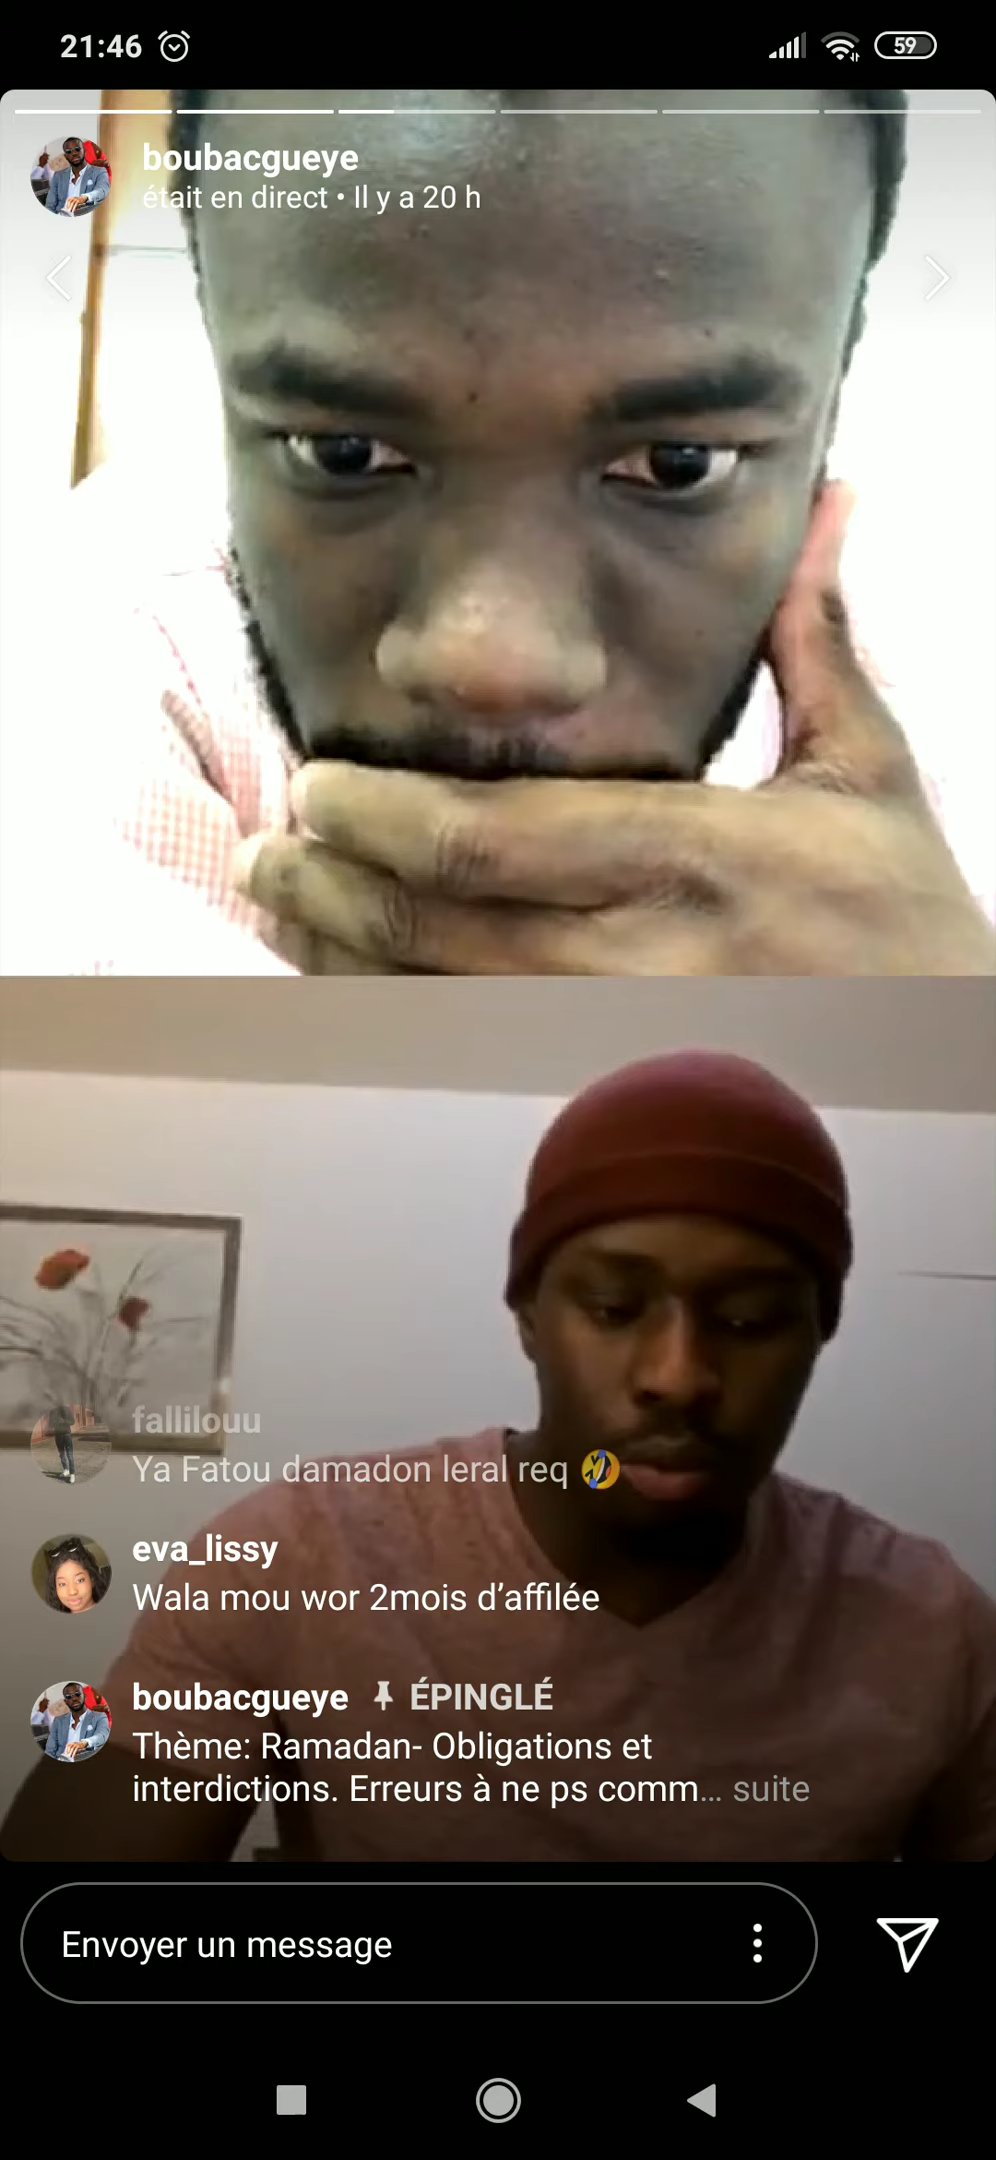 21:46
59
boubacgueye
était en direct • Il y a 20 h
fallilouu
Ya Fatou damadon leral req 🤣
eva_lissy
Wala mou wor 2mois d’affilée
boubacgueye ÉPINGLÉ
Thème: Ramadan- Obligations et
interdictions. Erreurs à ne ps comm... suite
Envoyer un message